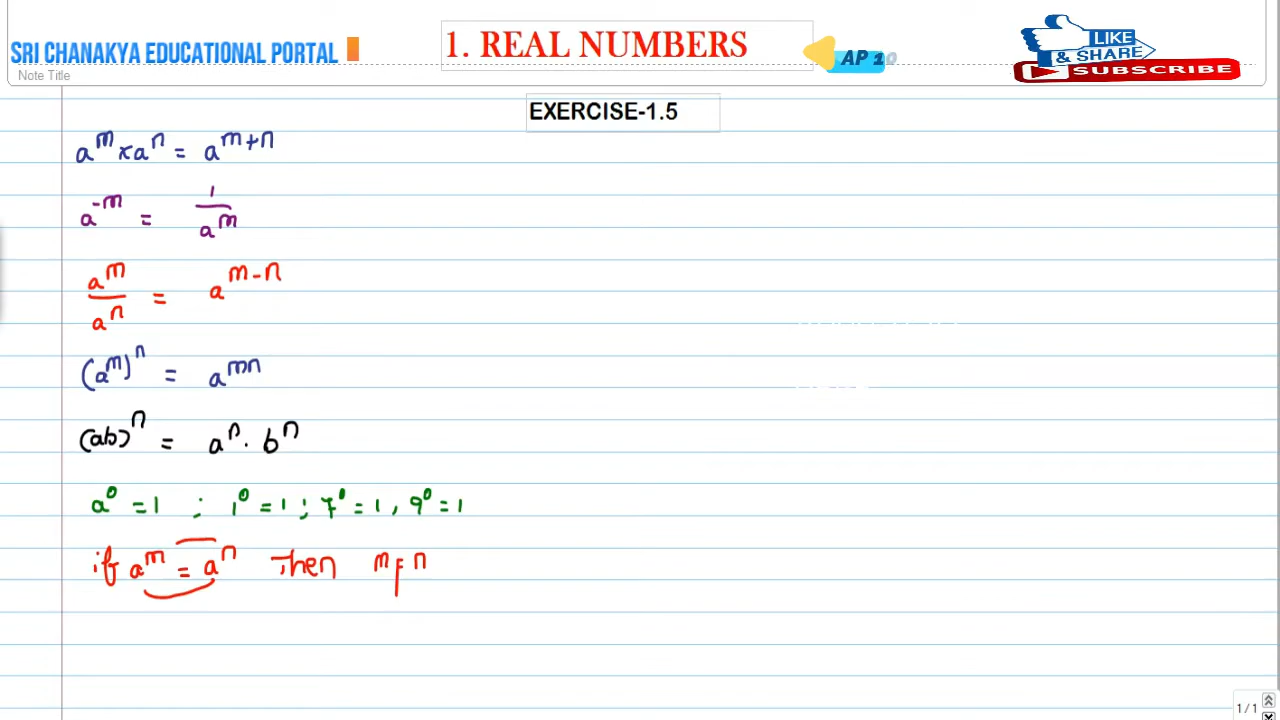 SRI CHANAKYA EDUCATIONAL PORTAL
1. REAL NUMBERS
AP 10
LIKE
& SHARE
SUBSCRIBE
Note Title
EXERCISE-1.5
a^m × a^n = a^(m+n)
a^(-m) = 1/a^m
a^m/a^n = a^(m-n)
(a^m)^n = a^(mn)
(ab)^n = a^n · b^n
a^0 = 1 ; 1^0 = 1 ; 7^0 = 1 , 9^0 = 1
if a^m = a^n Then m = n
1/1